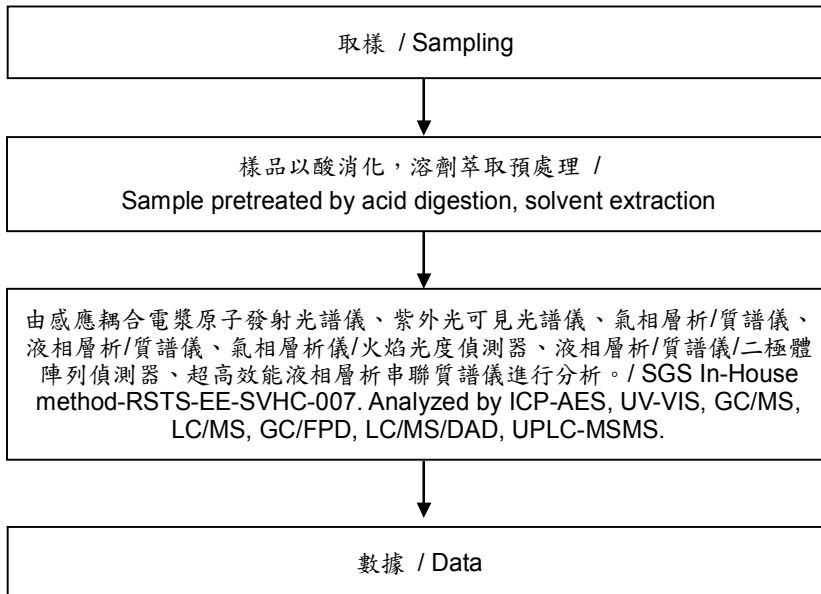 取樣 / Sampling
樣品以酸消化，溶劑萃取預處理 /
Sample pretreated by acid digestion, solvent extraction
由感應耦合電漿原子發射光譜儀、紫外光可見光譜儀、氣相層析/質譜儀、
液相層析/質譜儀、氣相層析儀/火焰光度偵測器、液相層析/質譜儀/二極體
陣列偵測器、超高效能液相層析串聯質譜儀進行分析。/ SGS In-House
method-RSTS-EE-SVHC-007. Analyzed by ICP-AES, UV-VIS, GC/MS,
LC/MS, GC/FPD, LC/MS/DAD, UPLC-MSMS.
數據 / Data